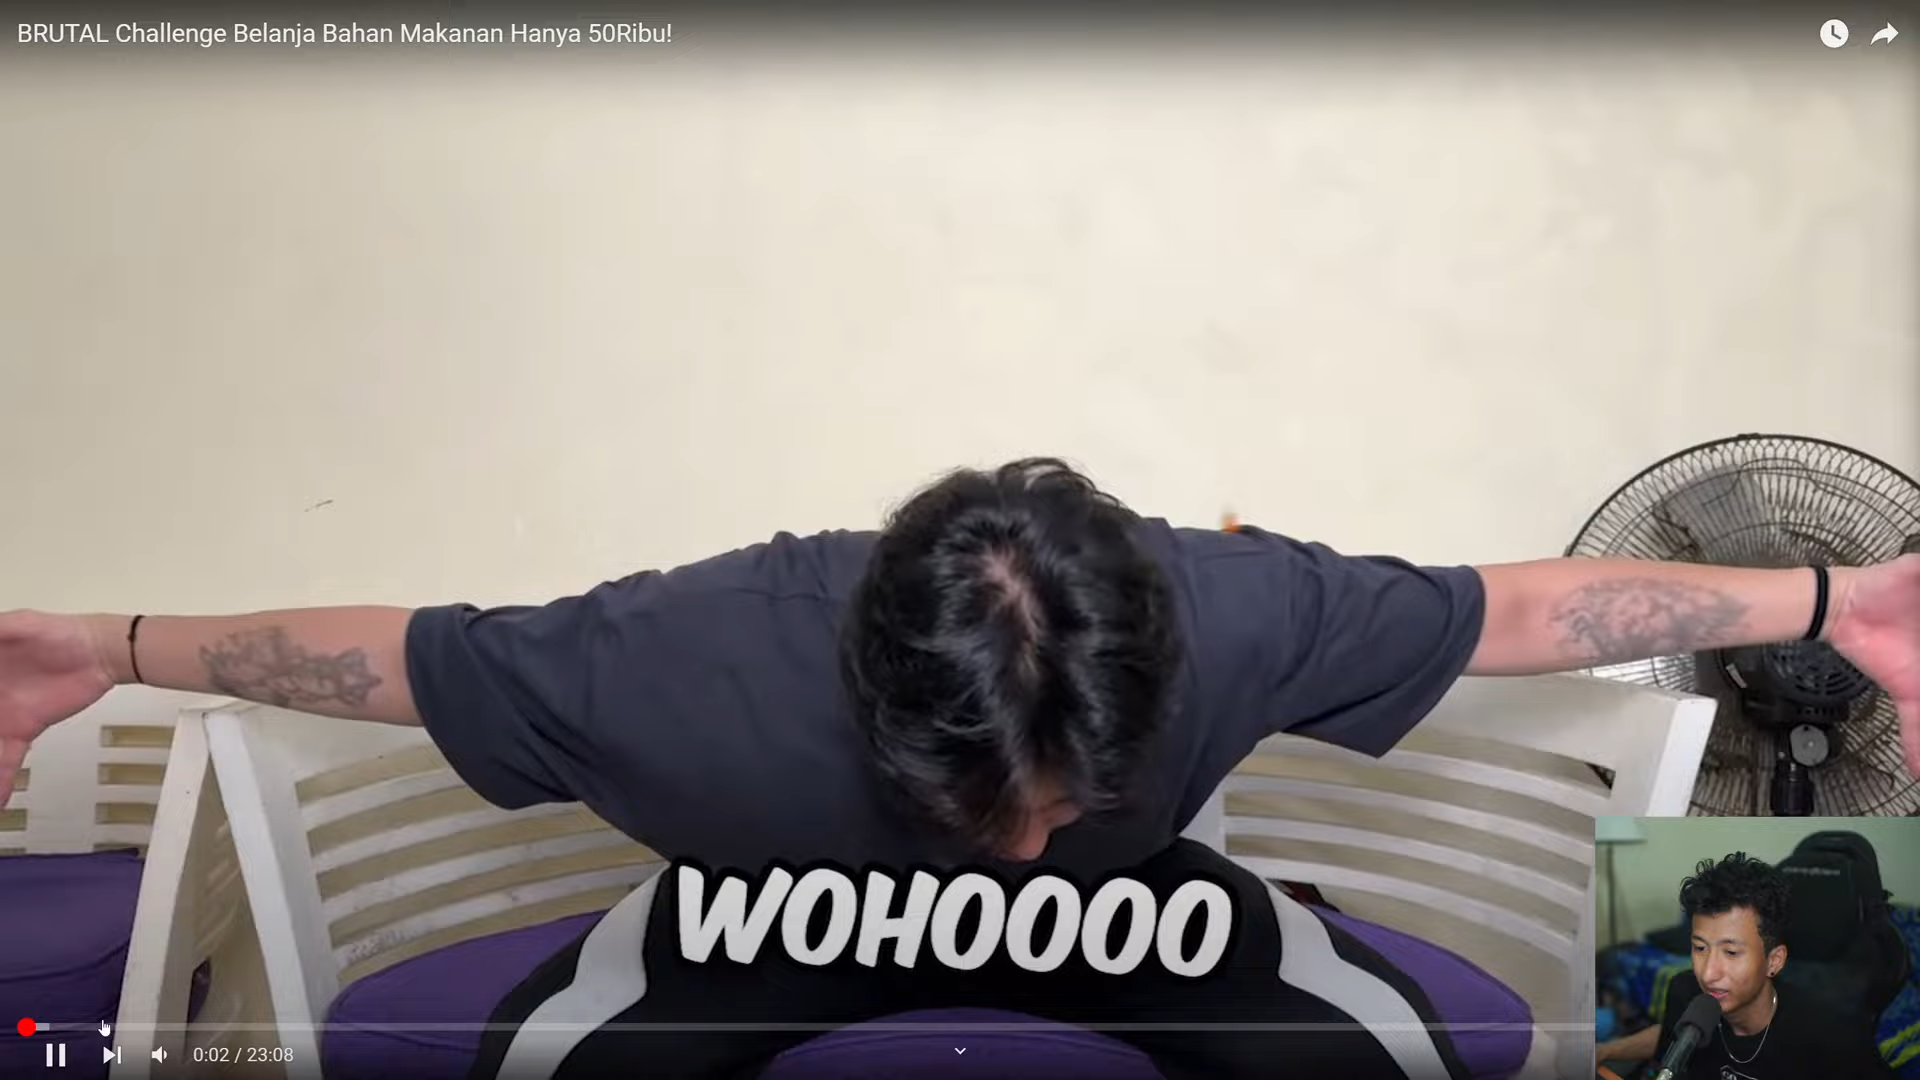 BRUTAL Challenge Belanja Bahan Makanan Hanya 50Ribu!
WOHOOOO
0:02 / 23:08